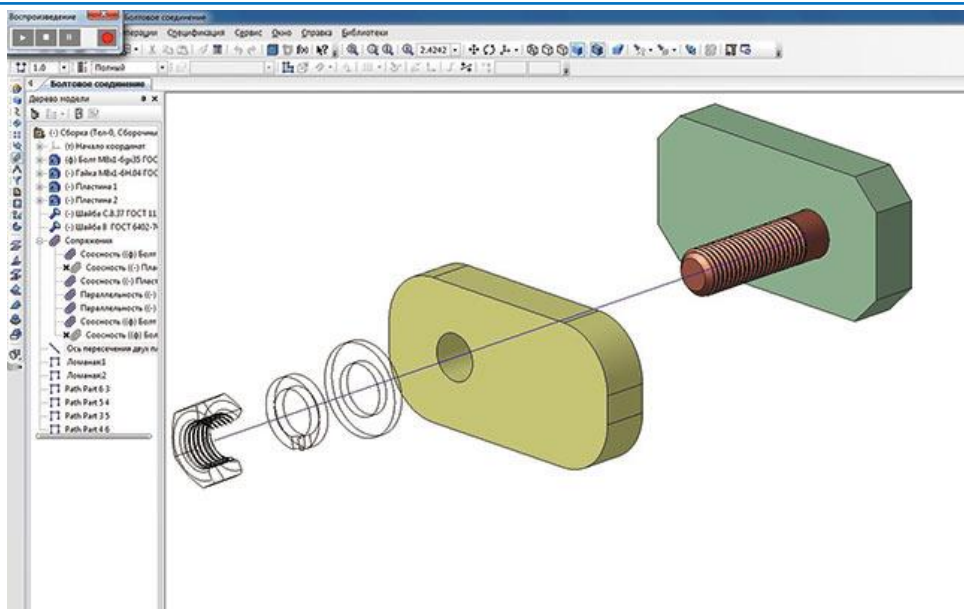 Воспроизведение
Болтовое соединение
перации Спецификация Сервис Окно Справка Библиотеки
2.4242
1.0 Полный
Болтовое соединение
Дерево модели
(-) Сборка (Тел-0, Сборочны
(т) Начало координат
(ф) Болт М8х1-6gх35 ГОС
(-) Гайка М8х1-6Н.04 ГОС
(-) Пластина 1
(-) Пластина 2
(-) Шайба С.8.37 ГОСТ 11
(-) Шайба 8 ГОСТ 6402-7
Сопряжения
Соосность ((ф) Болт
Соосность ((-) Пла
Соосность ((-) Пласт
Параллельность ((-)
Параллельность ((-)
Соосность ((ф) Болт
Соосность ((ф) Бол
Ось пересечения двух пл
Ломаная1
Ломаная2
Path Part 6 3
Path Part 5 4
Path Part 3 5
Path Part 4 6